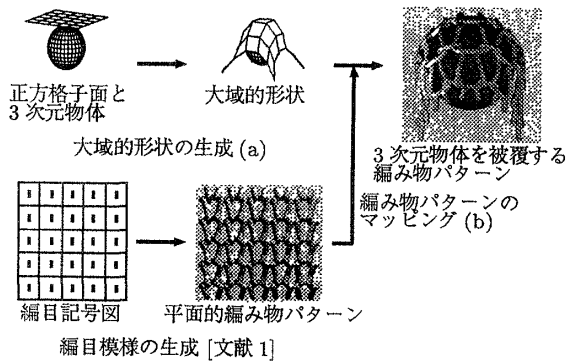 正方格子面と
3次元物体
大域的形状
大域的形状の生成 (a)
3次元物体を被覆する
編み物パターン
編み物パターンの
マッピング (b)
編目記号図
平面的編み物パターン
編目模様の生成 [文献 1]